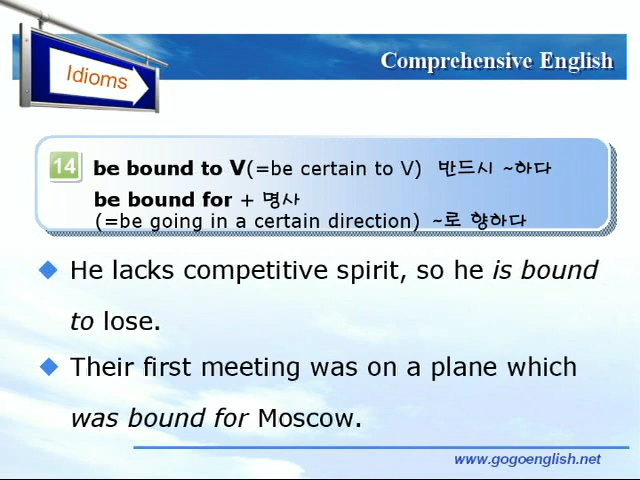 Idioms
Comprehensive English
14
be bound to V(=be certain to V) 반드시 ~하다
be bound for + 명사
(=be going in a certain direction) ~로 향하다
He lacks competitive spirit, so he is bound
to lose.
Their first meeting was on a plane which
was bound for Moscow.
www.gogoenglish.net